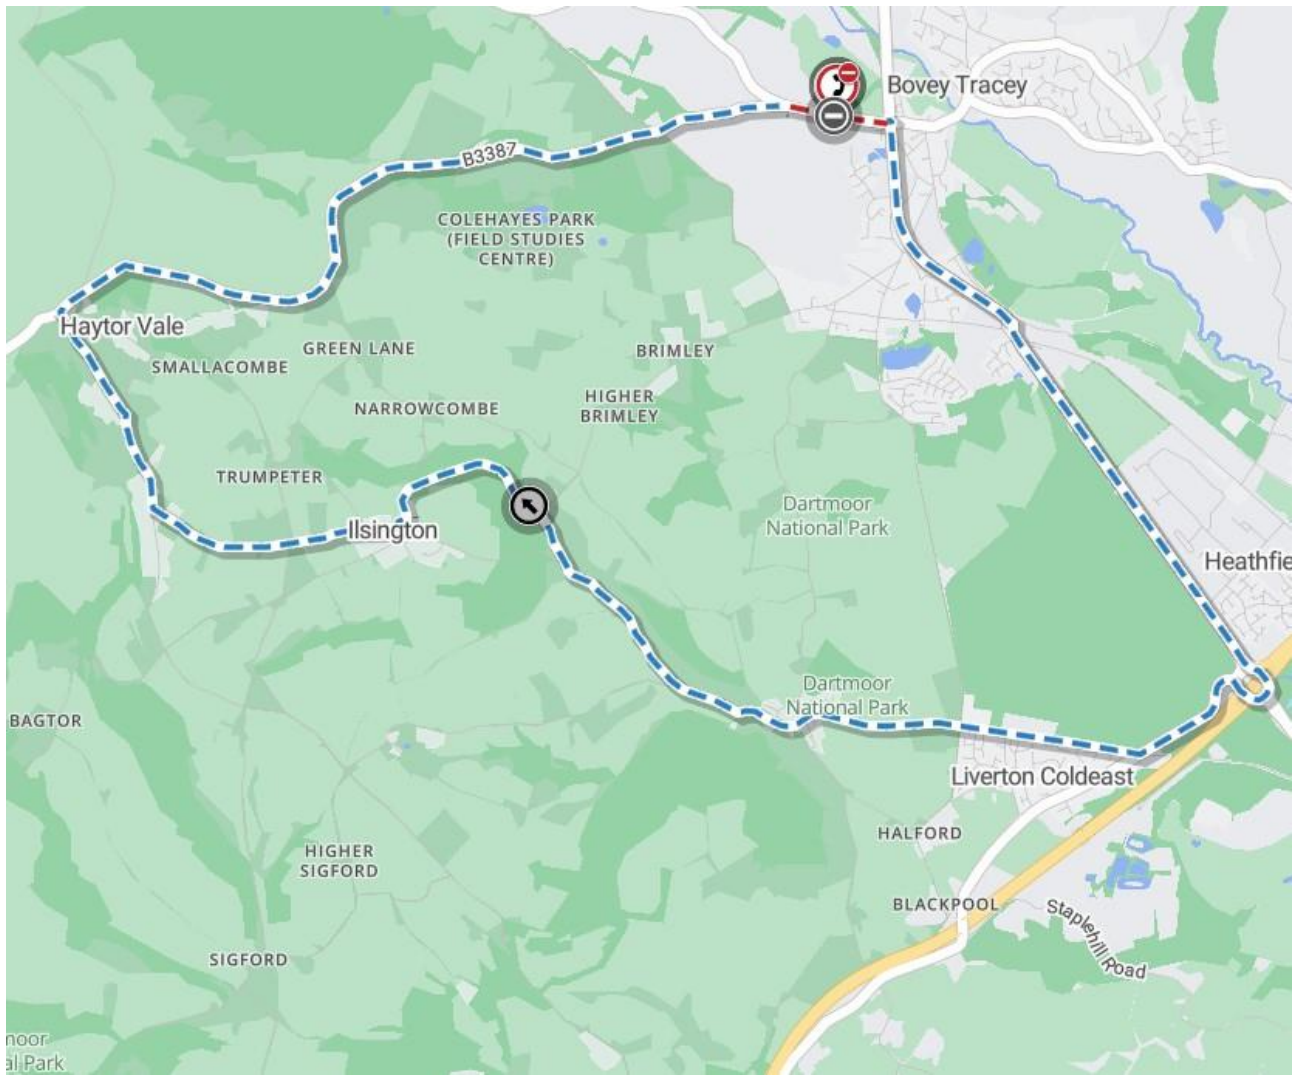 Bovey Tracey
B3387
COLEHAYES PARK
(FIELD STUDIES
CENTRE)
Haytor Vale
GREEN LANE
BRIMLEY
SMALLACOMBE
NARROWCOMBE
HIGHER
BRIMLEY
TRUMPETER
Dartmoor
National Park
Ilsington
Heathfie
Dartmoor
National Park
BAGTOR
Liverton Coldeast
HALFORD
HIGHER
SIGFORD
BLACKPOOL
Staplehill Road
SIGFORD
moor
al Park